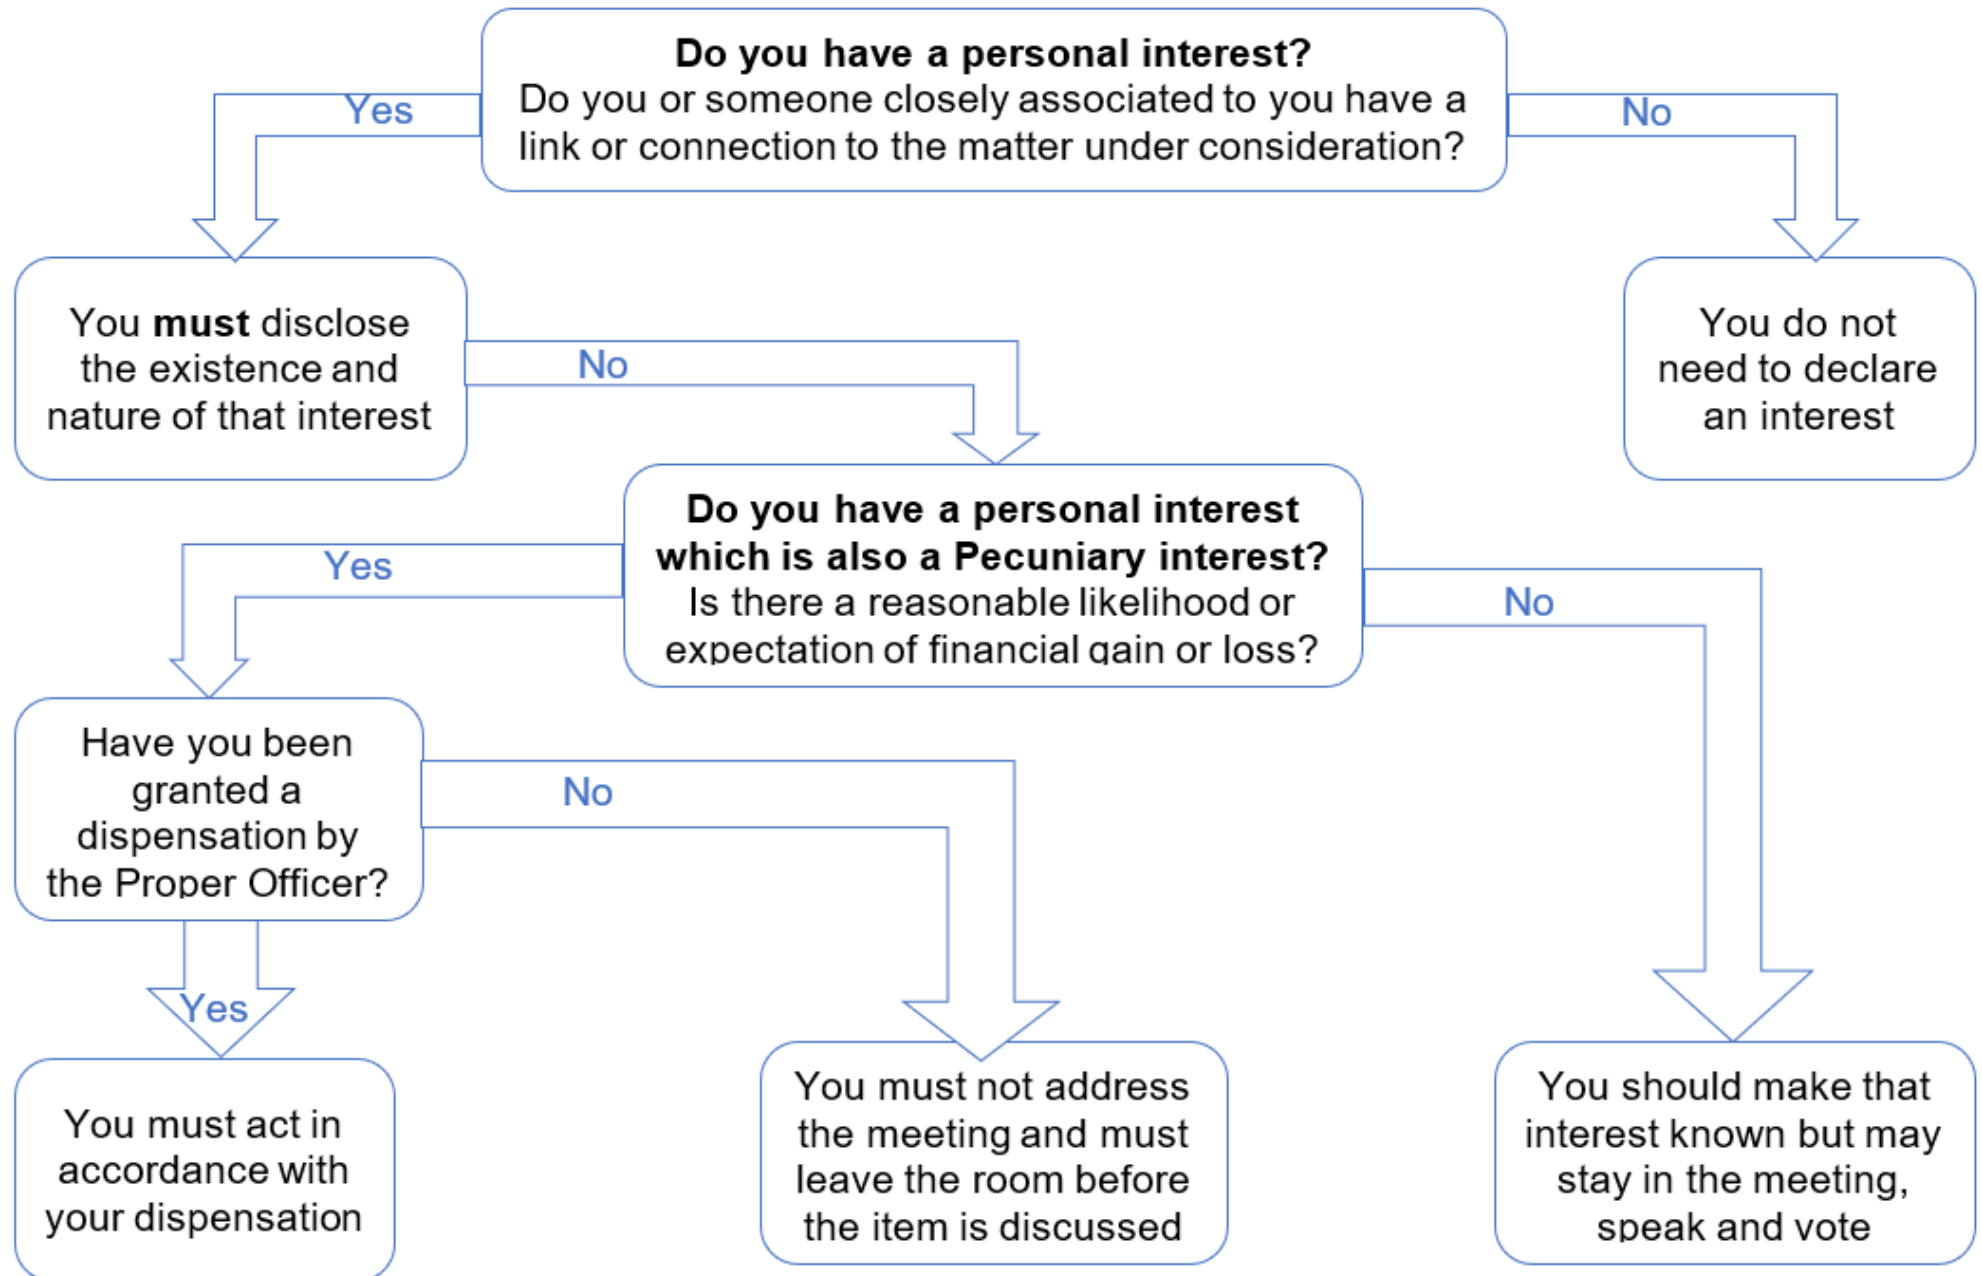 Do you have a personal interest?
Do you or someone closely associated to you have a
link or connection to the matter under consideration?
Yes
No
You must disclose
the existence and
nature of that interest
No
You do not
need to declare
an interest
Do you have a personal interest
which is also a Pecuniary interest?
Is there a reasonable likelihood or
expectation of financial gain or loss?
Yes
No
Have you been
granted a
dispensation by
the Proper Officer?
No
Yes
You must act in
accordance with
your dispensation
You must not address
the meeting and must
leave the room before
the item is discussed
You should make that
interest known but may
stay in the meeting,
speak and vote